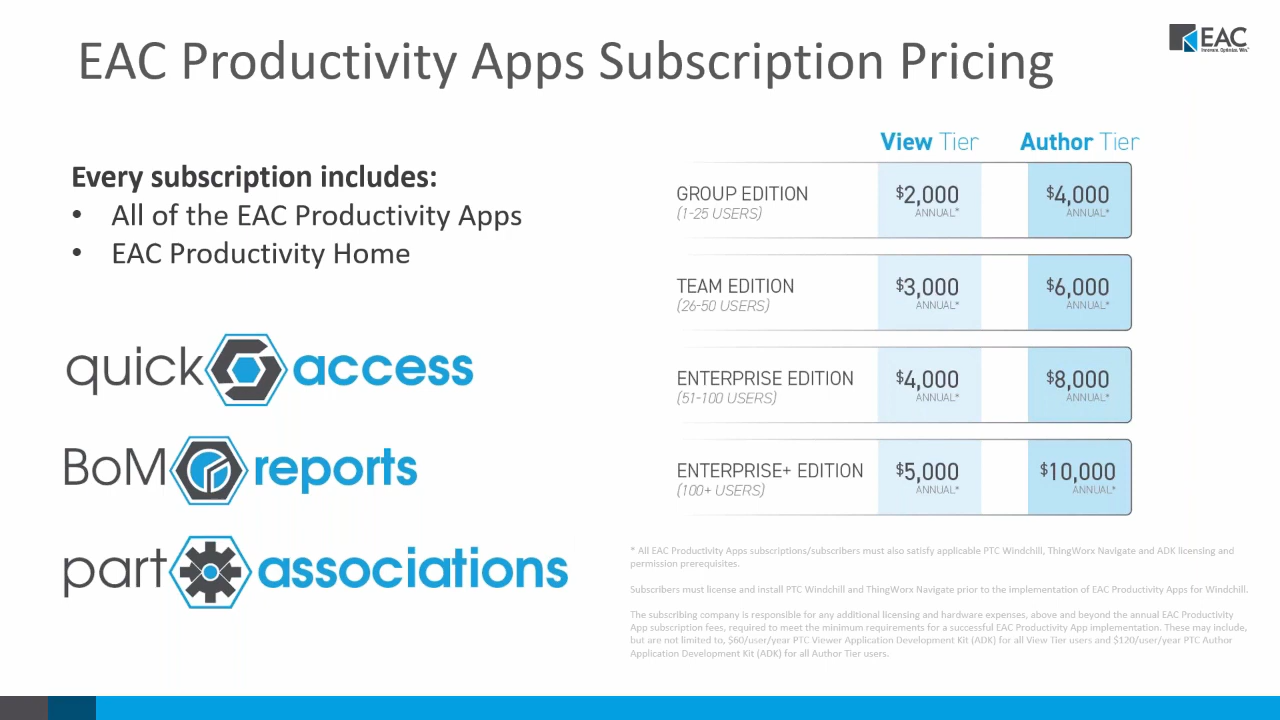 EAC Productivity Apps Subscription Pricing
EAC
Innovate. Optimize. Win.
Every subscription includes:
• All of the EAC Productivity Apps
• EAC Productivity Home
quick access
BoM reports
part associations
View Tier Author Tier
GROUP EDITION
(1-25 USERS)
$2,000
ANNUAL*
$4,000
ANNUAL*
TEAM EDITION
(26-50 USERS)
$3,000
ANNUAL*
$6,000
ANNUAL*
ENTERPRISE EDITION
(51-100 USERS)
$4,000
ANNUAL*
$8,000
ANNUAL*
ENTERPRISE+ EDITION
(100+ USERS)
$5,000
ANNUAL*
$10,000
ANNUAL*
* All EAC Productivity Apps subscriptions/subscribers must also satisfy applicable PTC Windchill, ThingWorx Navigate and ADK licensing and
permission prerequisites.
Subscribers must license and install PTC Windchill and ThingWorx Navigate prior to the implementation of EAC Productivity Apps for Windchill.
The subscribing company is responsible for any additional licensing and hardware expenses, above and beyond the annual EAC Productivity
App subscription fees, required to meet the minimum requirements for a successful EAC Productivity App implementation. These may include,
but are not limited to, $60/user/year PTC Viewer Application Development Kit (ADK) for all View Tier users and $120/user/year PTC Author
Application Development Kit (ADK) for all Author Tier users.